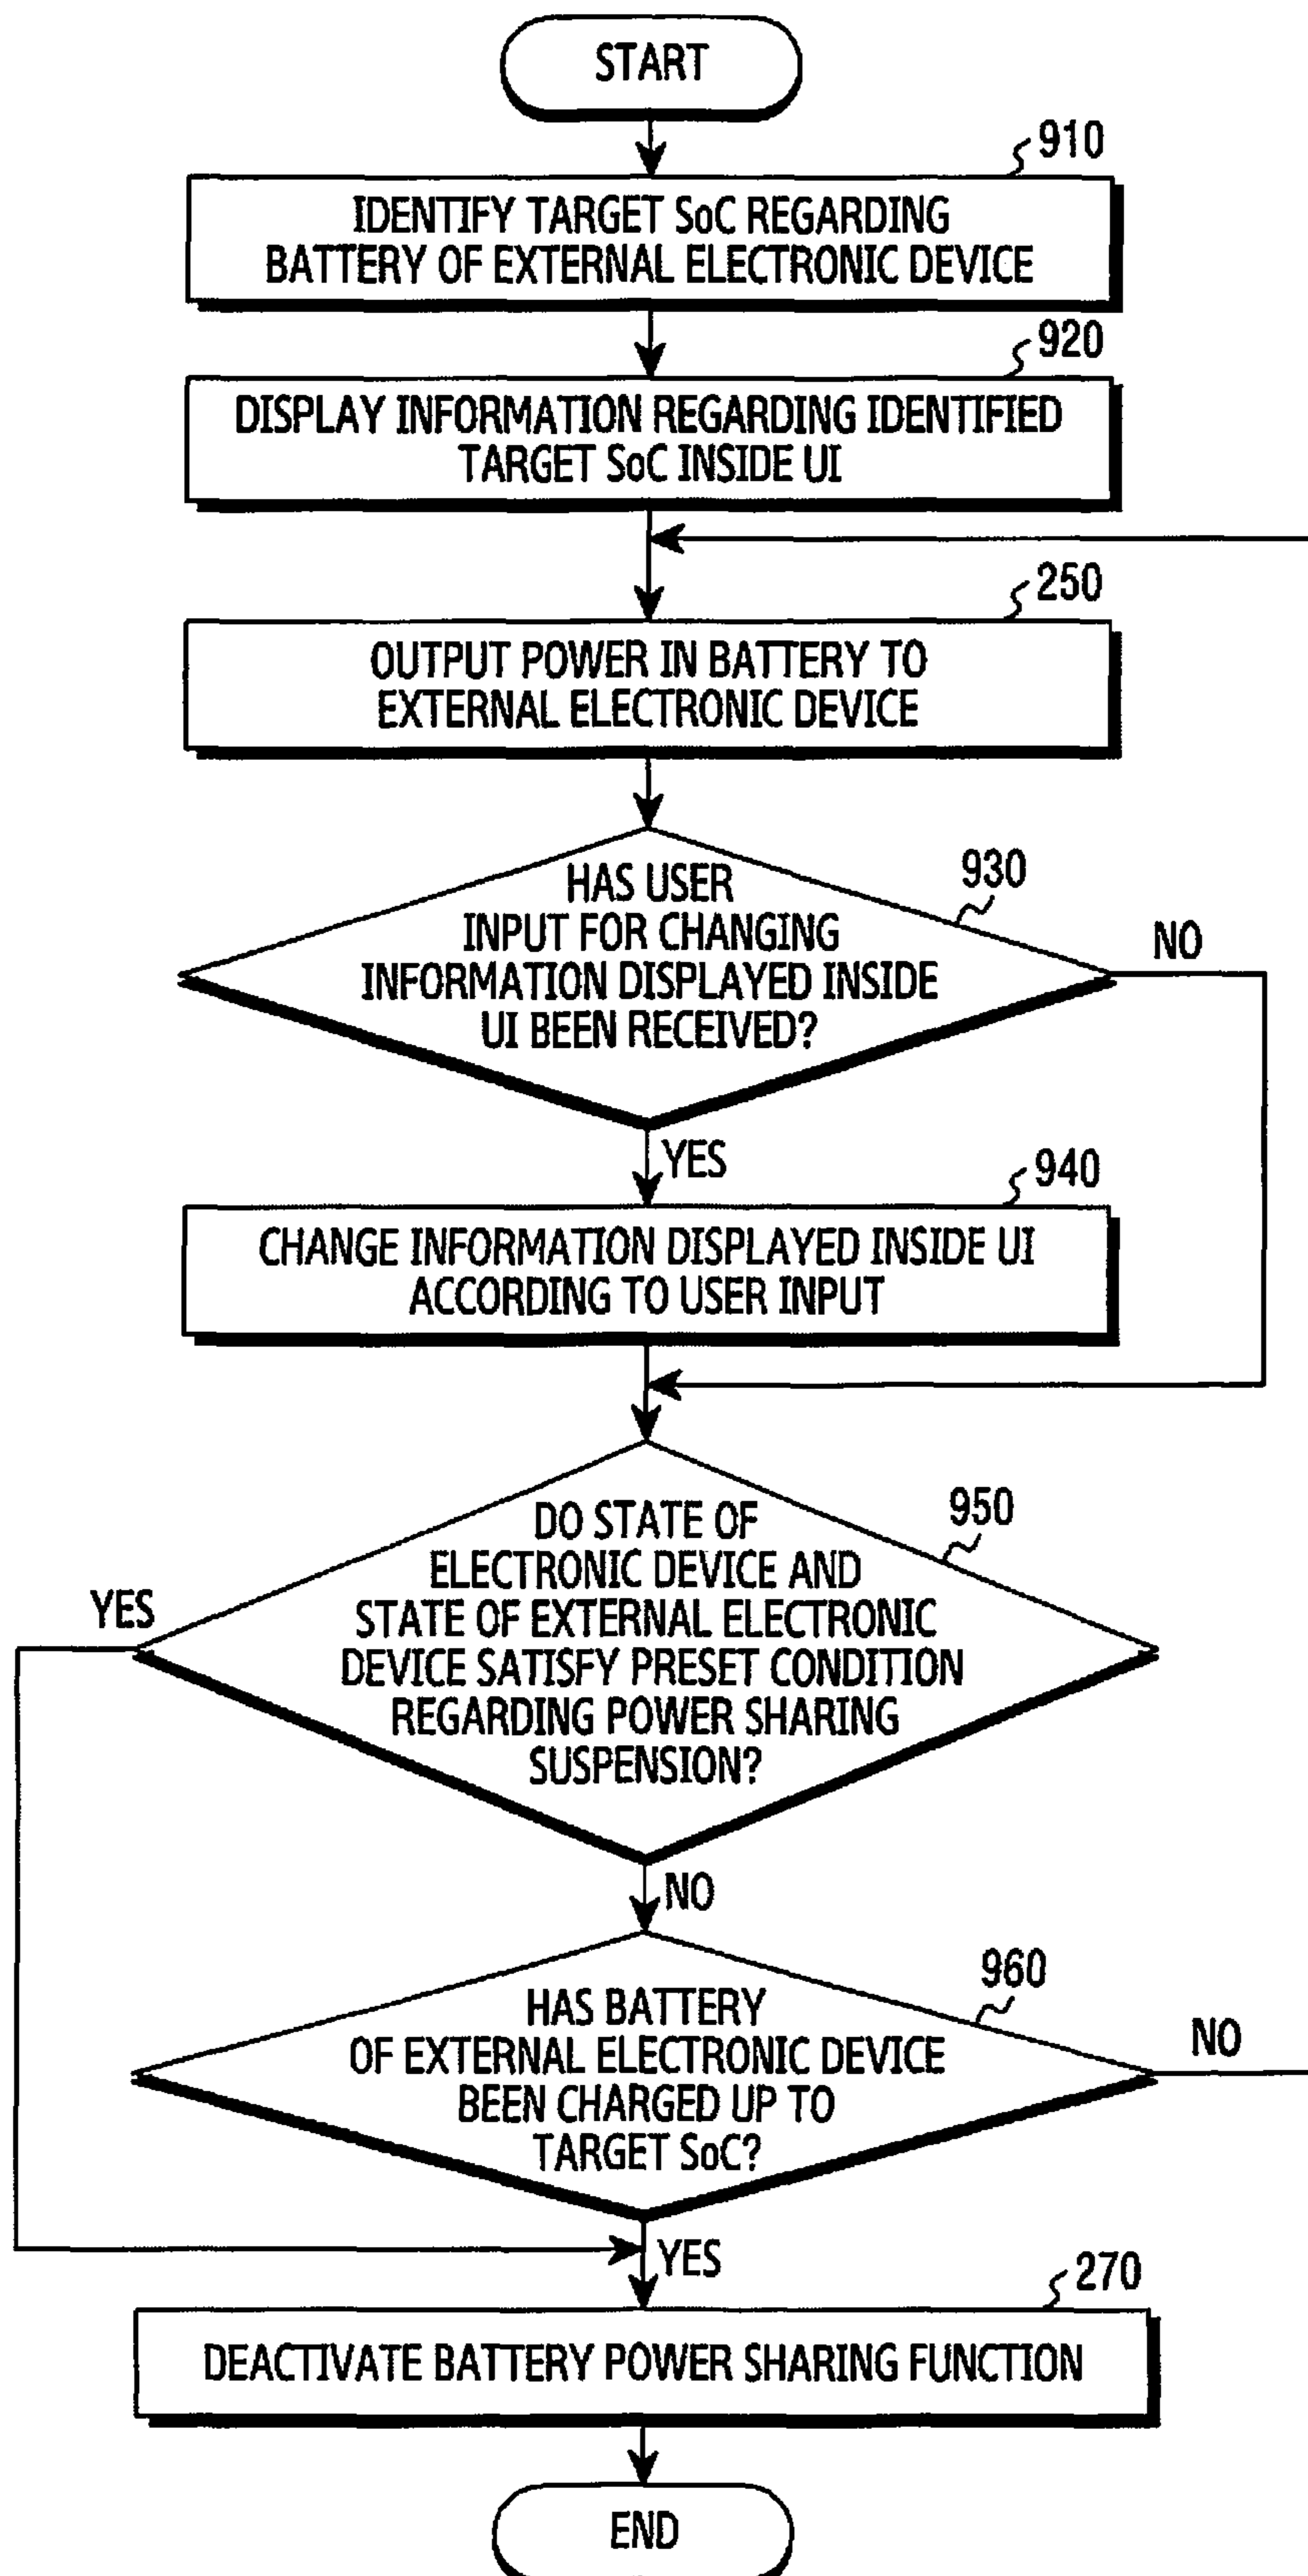 START
910
IDENTIFY TARGET SoC REGARDING
BATTERY OF EXTERNAL ELECTRONIC DEVICE
920
DISPLAY INFORMATION REGARDING IDENTIFIED
TARGET SoC INSIDE UI
250
OUTPUT POWER IN BATTERY TO
EXTERNAL ELECTRONIC DEVICE
930
HAS USER
INPUT FOR CHANGING
INFORMATION DISPLAYED INSIDE
UI BEEN RECEIVED?
NO
YES
940
CHANGE INFORMATION DISPLAYED INSIDE UI
ACCORDING TO USER INPUT
950
DO STATE OF
ELECTRONIC DEVICE AND
STATE OF EXTERNAL ELECTRONIC
DEVICE SATISFY PRESET CONDITION
REGARDING POWER SHARING
SUSPENSION?
YES
NO
960
HAS BATTERY
OF EXTERNAL ELECTRONIC DEVICE
BEEN CHARGED UP TO
TARGET SoC?
NO
YES
270
DEACTIVATE BATTERY POWER SHARING FUNCTION
END